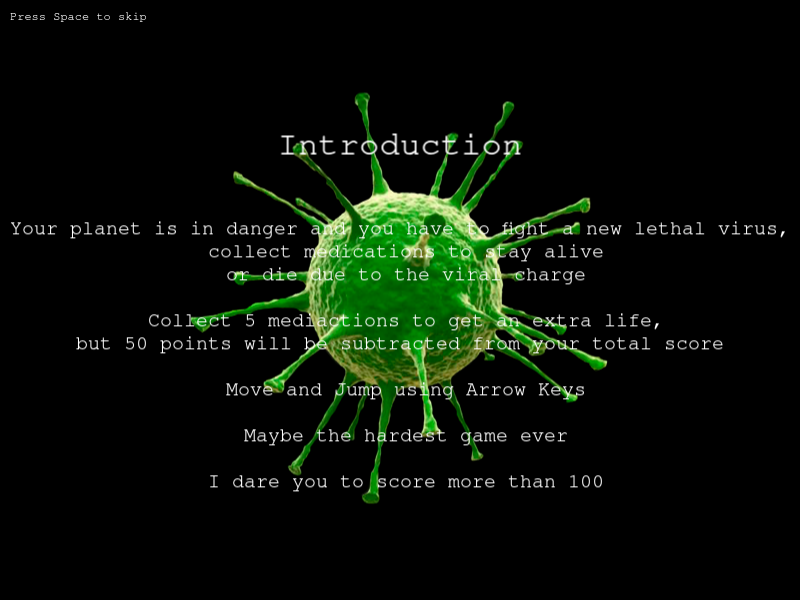 Press Space to skip
Introduction
Your planet is in danger and you have to fight a new lethal virus,
collect medications to stay alive
or die due to the viral charge
Collect 5 mediactions to get an extra life,
but 50 points will be subtracted from your total score
Move and Jump using Arrow Keys
Maybe the hardest game ever
I dare you to score more than 100